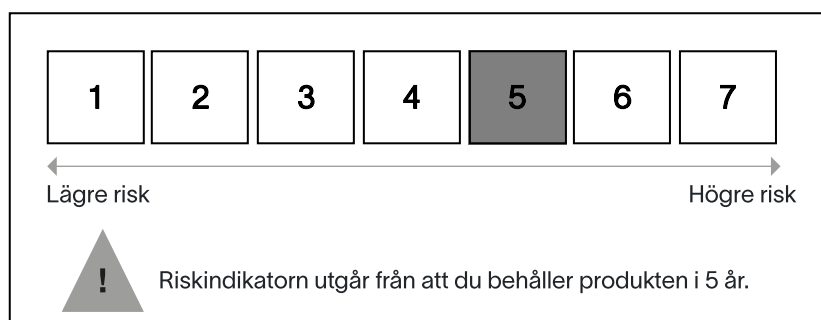 1 2 3 4 5 6 7
Lägre risk Högre risk
! Riskindikatorn utgår från att du behåller produkten i 5 år.